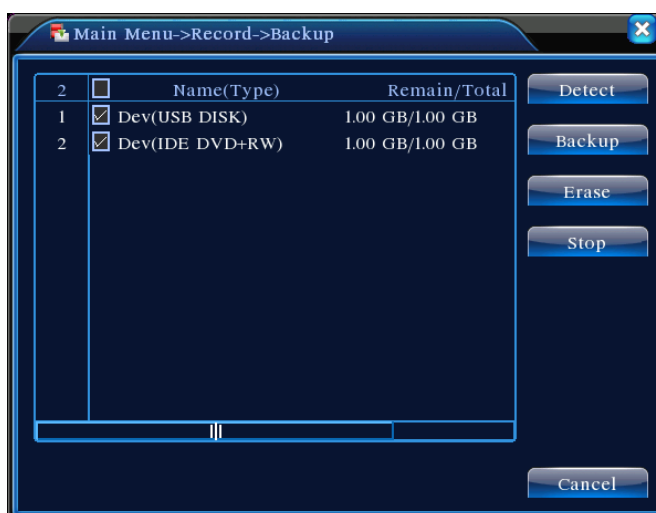 Main Menu->Record->Backup
2 Name(Type) Remain/Total
1 Dev(USB DISK) 1.00 GB/1.00 GB
2 Dev(IDE DVD+RW) 1.00 GB/1.00 GB
Detect
Backup
Erase
Stop
Cancel